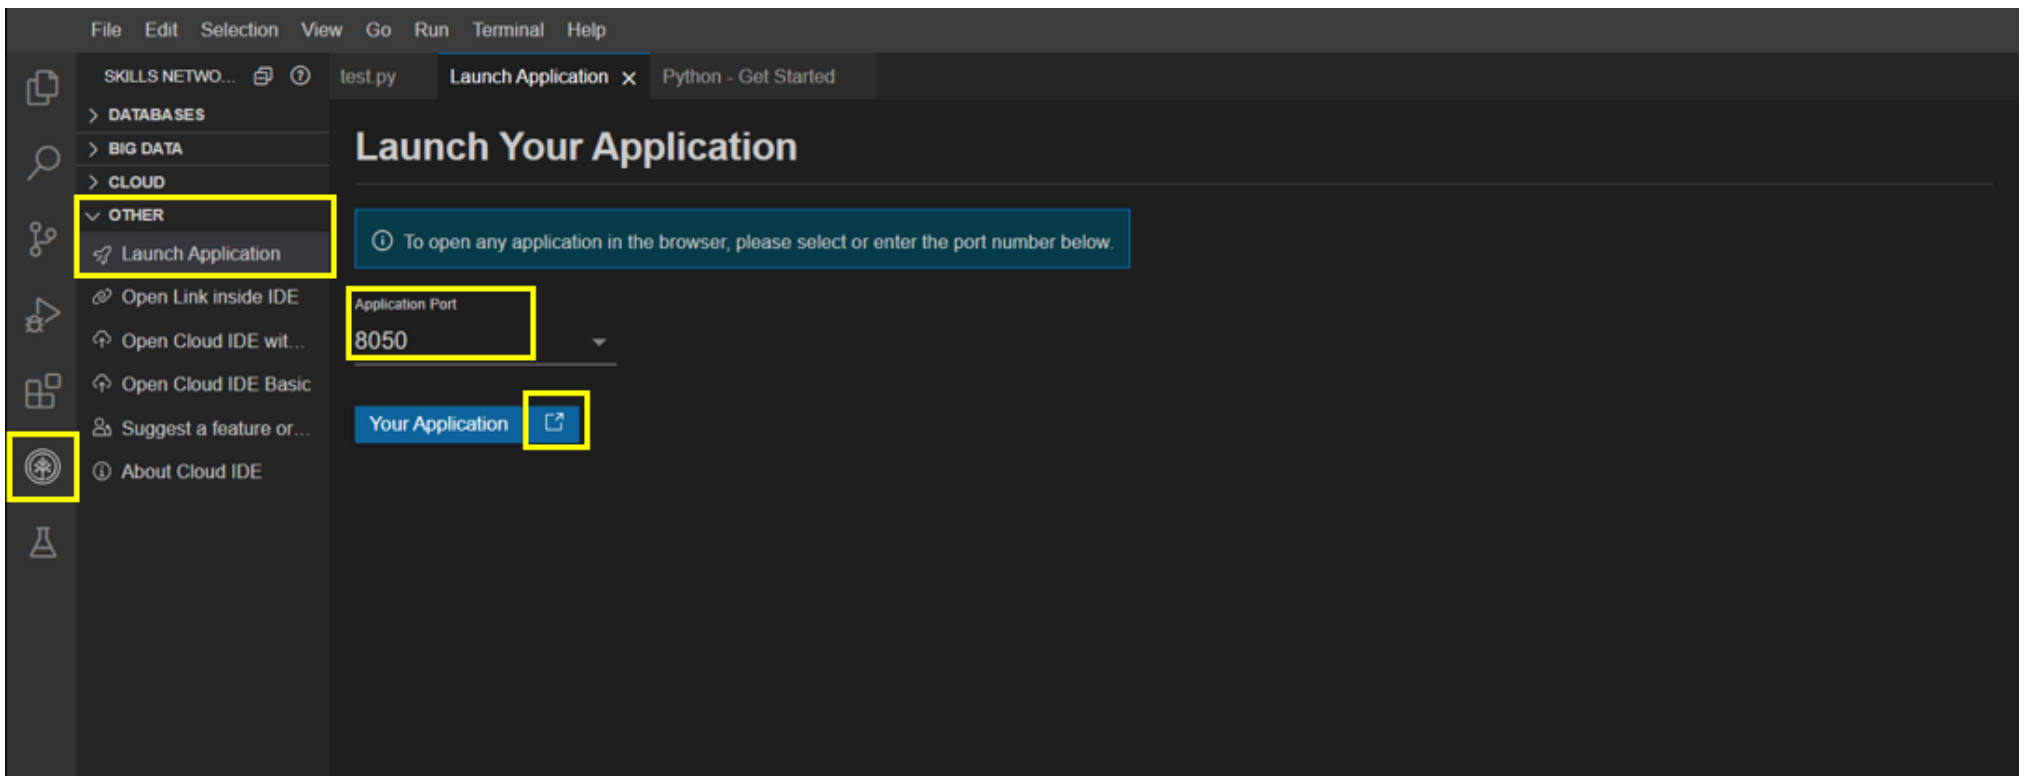 File Edit Selection View Go Run Terminal Help
SKILLS NETWO...
test.py Launch Application Python - Get Started
DATABASES
BIG DATA
CLOUD
OTHER
Launch Application
Open Link inside IDE
Open Cloud IDE wit...
Open Cloud IDE Basic
Suggest a feature or...
About Cloud IDE
Launch Your Application
To open any application in the browser, please select or enter the port number below.
Application Port
8050
Your Application